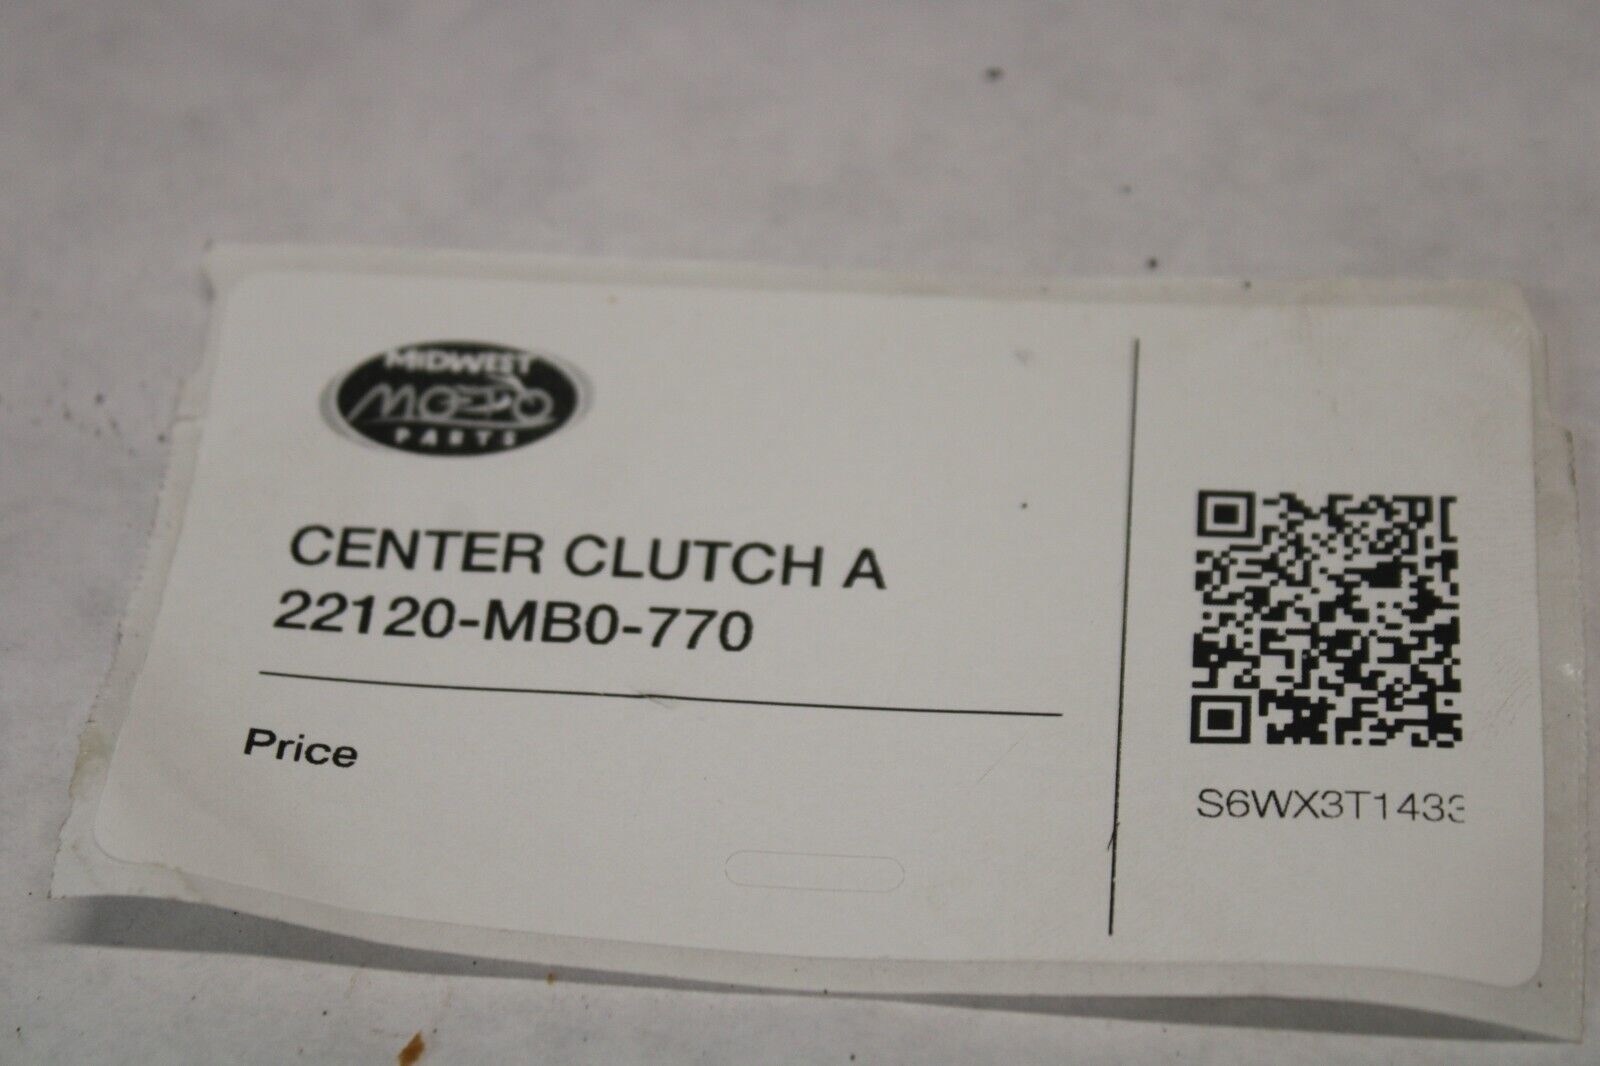 MIDWEST
MOTO
PARTS
CENTER CLUTCH A
22120-MB0-770
Price
S6WX3T1433